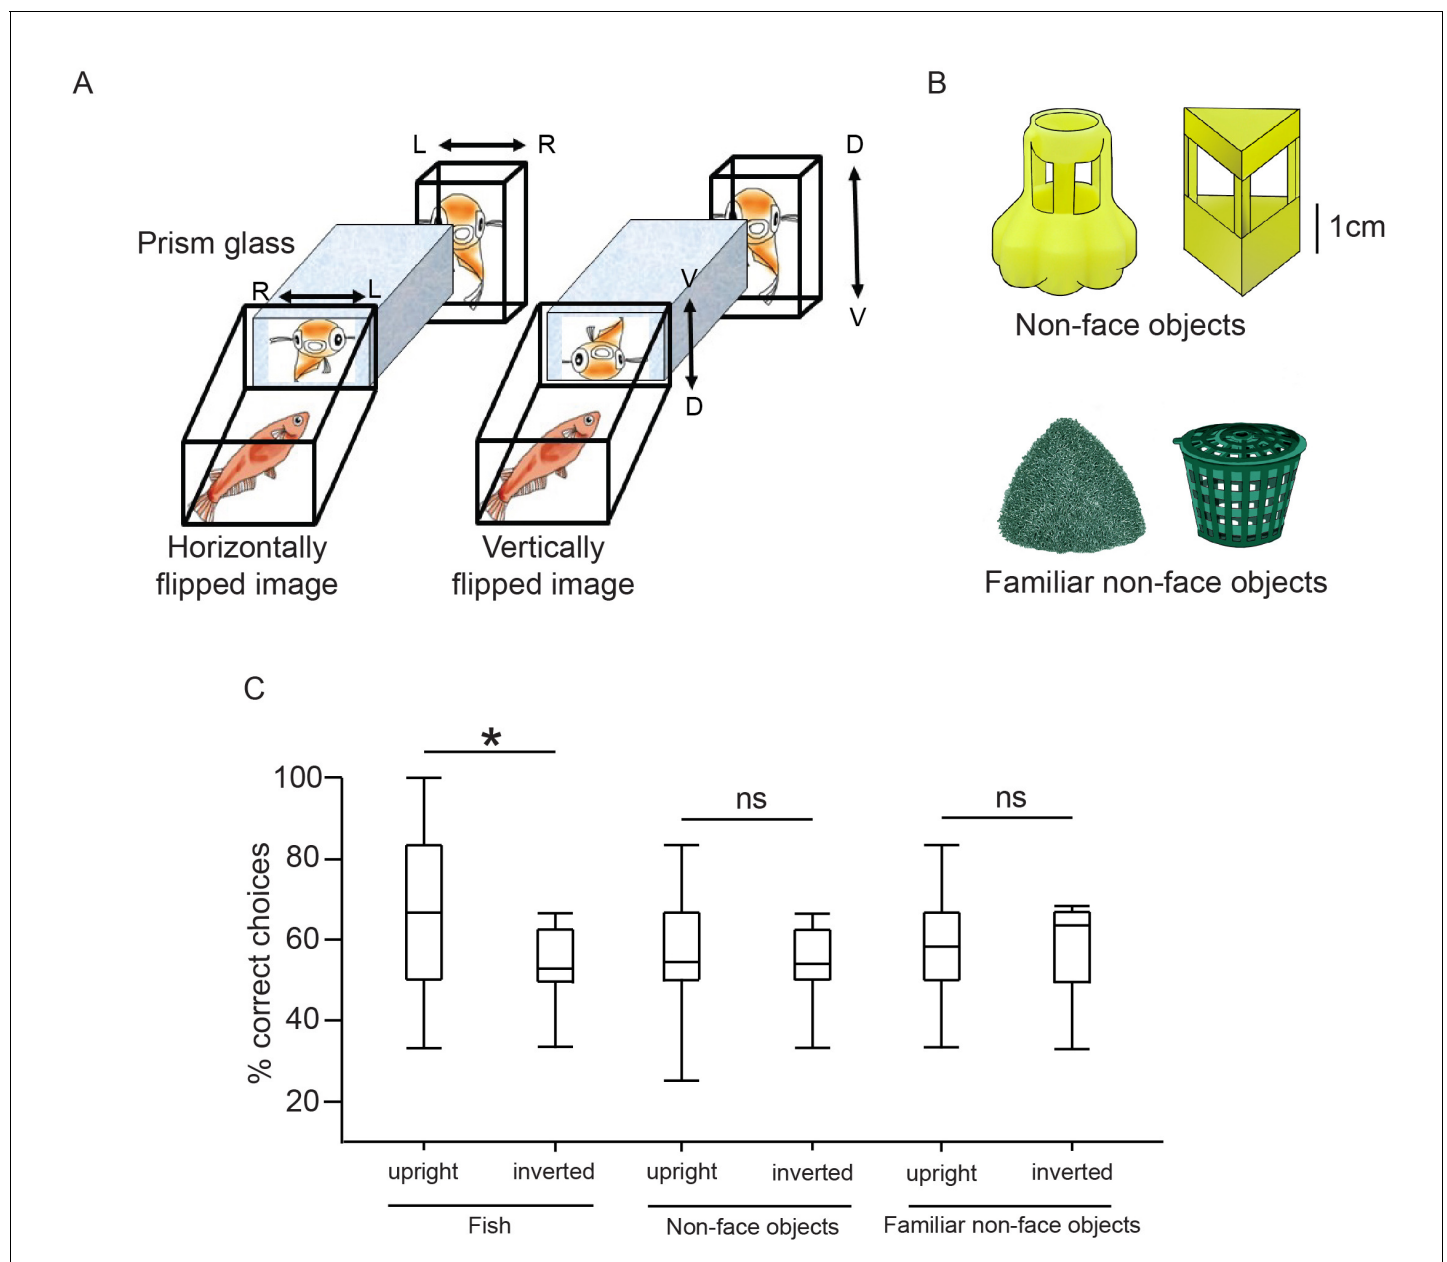 A
B
L
R
D
Prism glass
R
L
V
1cm
V
Non-face objects
D
Horizontally
flipped image
Vertically
flipped image
Familiar non-face objects
C
*
ns
ns
100
80
60
40
20
% correct choices
upright
inverted
upright
inverted
upright
inverted
Fish
Non-face objects
Familiar non-face objects